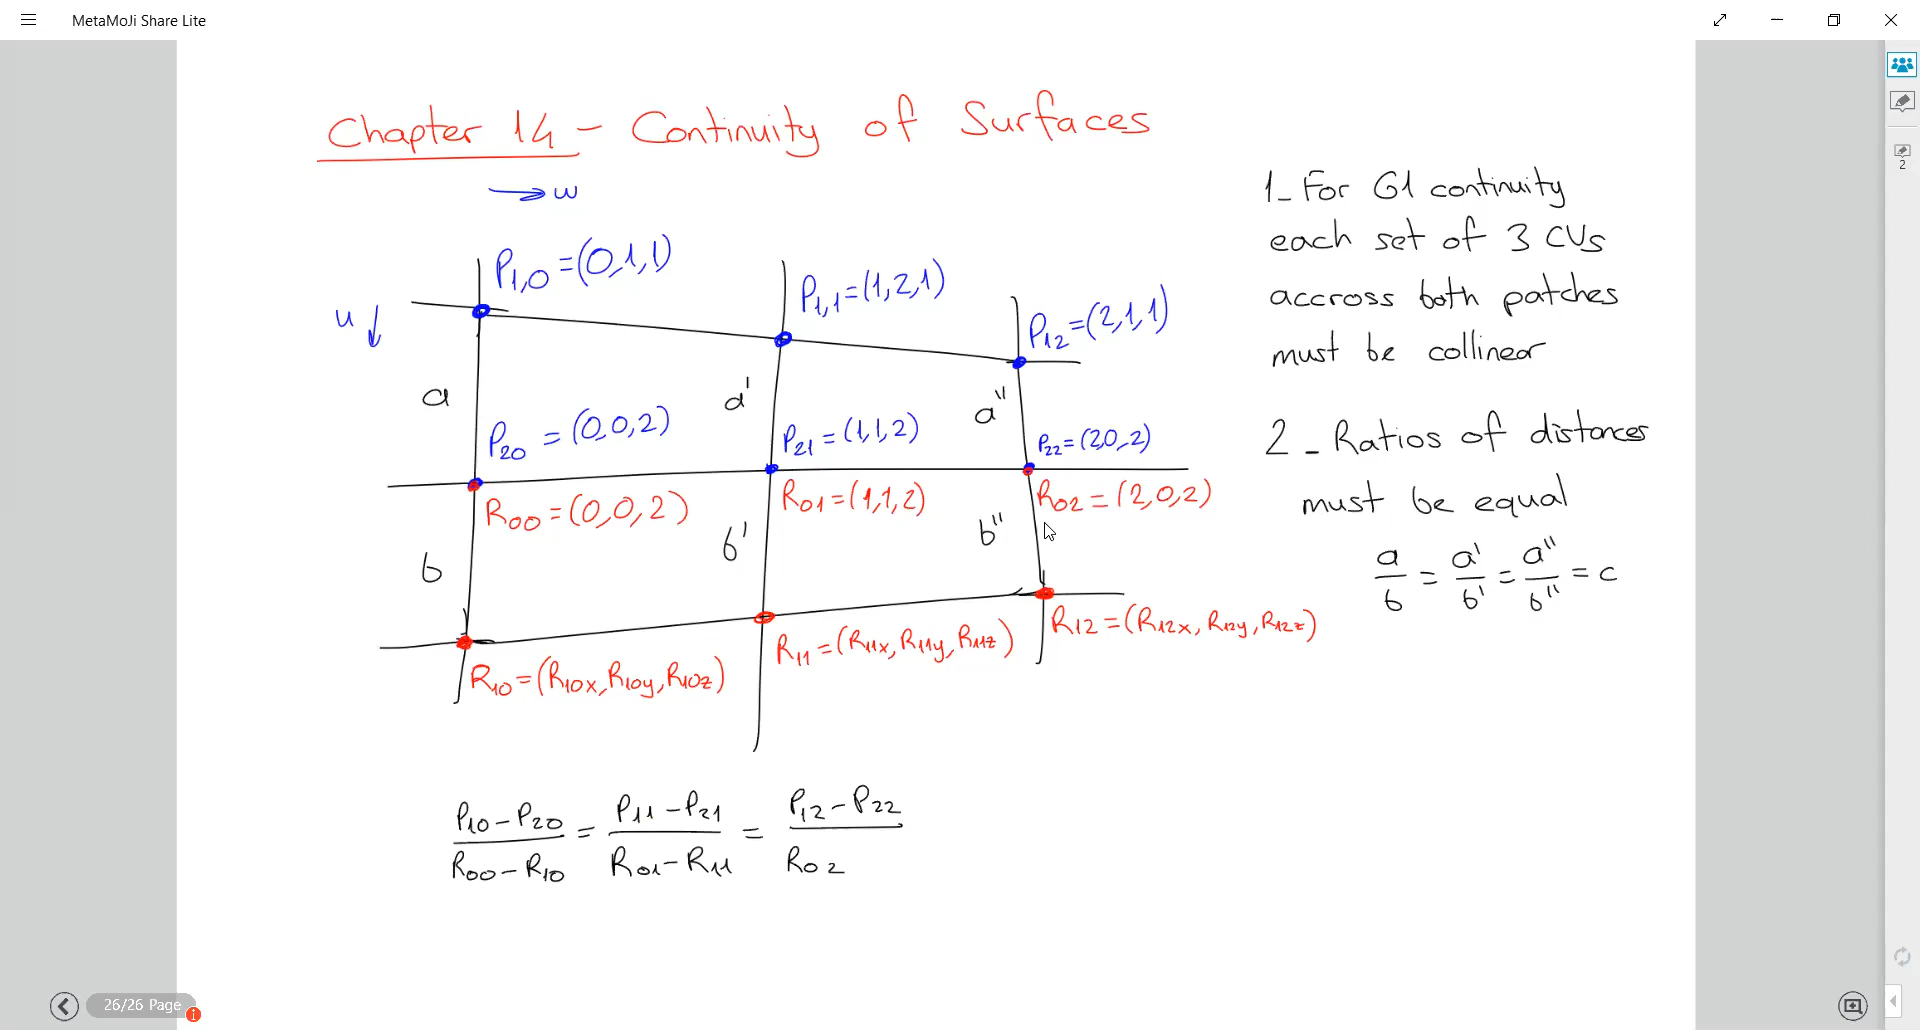 MetaMoJi Share Lite
Chapter 14 - Continuity of Surfaces
→ w
u ↓
P1,0 = (0,1,1)
P1,1 = (1,2,1)
P12 = (2,1,1)
a
a'
a"
P20 = (0,0,2)
P21 = (1,1,2)
P22 = (2,0,2)
R00 = (0,0,2)
R01 = (1,1,2)
R02 = (2,0,2)
b
b'
b"
R10 = (R10x, R10y, R10z)
R11 = (R11x, R11y, R11z)
R12 = (R12x, R12y, R12z)
P10 - P20 / R00 - R10 = P11 - P21 / R01 - R11 = P12 - P22 / R02
1 - For G1 continuity
each set of 3 CVs
accross both patches
must be collinear
2 - Ratios of distances
must be equal
a/b = a'/b' = a"/b" = c
2
26/26 Page